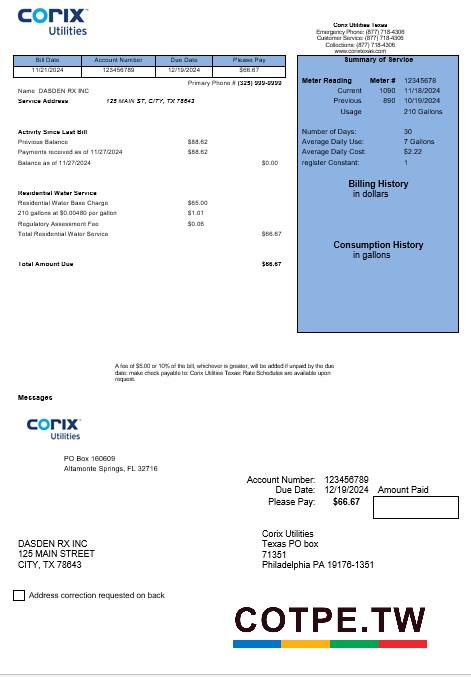 CORIX
Utilities
Corix Utilities Texas
Emergency Phone: (877) 718-4306
Customer Service: (877) 718-4306
Collections: (877) 718-4306
www.corixtexas.com
Bill Date Account Number Due Date Please Pay
11/21/2024 123456789 12/19/2024 $66.67
Primary Phone # (325) 999-9999
Name DASDEN RX INC
Service Address 125 MAIN ST, CITY, TX 78643
Activity Since Last Bill
Previous Balance $88.62
Payments received as of 11/27/2024 $88.62
Balance as of 11/27/2024 $0.00
Residential Water Service
Residential Water Base Charge $65.00
210 gallons at $0.00480 per gallon $1.01
Regulatory Assessment Fee $0.06
Total Residential Water Service $66.67
Total Amount Due $66.67
Summary of Service
Meter Reading Meter # 12345678
Current 1090 11/18/2024
Previous 890 10/19/2024
Usage 210 Gallons
Number of Days: 30
Average Daily Use: 7 Gallons
Average Daily Cost: $2.22
register Constant: 1
Billing History
in dollars
Consumption History
in gallons
A fee of $5.00 or 10% of the bill, whichever is greater, will be added if unpaid by the due
date: make check payable to: Corix Utilities Texas: Rate Schedules are available upon
request.
Messages
CORIX
Utilities
PO Box 160609
Altamonte Springs, FL 32716
Account Number: 123456789
Due Date: 12/19/2024 Amount Paid
Please Pay: $66.67
DASDEN RX INC
125 MAIN STREET
CITY, TX 78643
Corix Utilities
Texas PO box
71351
Philadelphia PA 19176-1351
Address correction requested on back
COTPE.TW